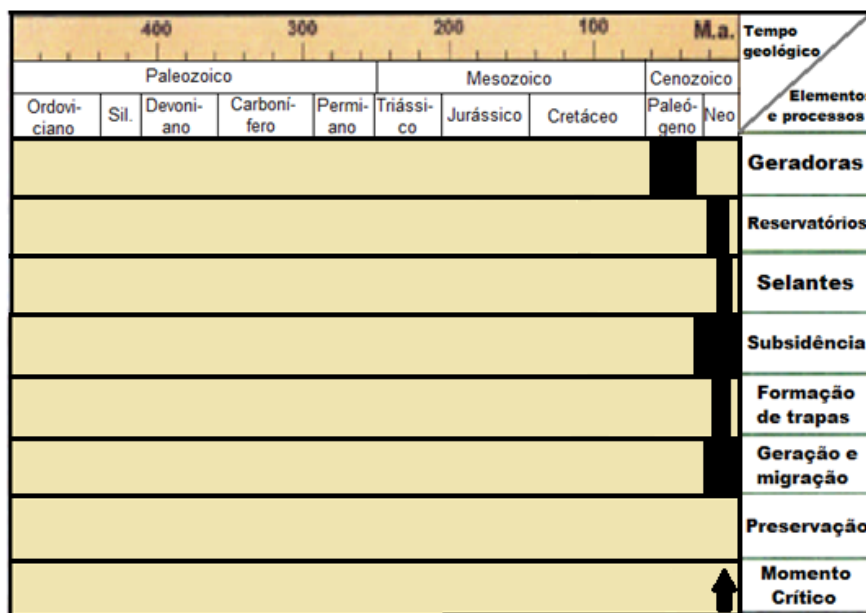 400 300 200 100 M.a.
Tempo
geológico
Elementos
e processos
Paleozoico Mesozoico Cenozoico
Ordovi-
ciano
Sil.
Devoni-
ano
Carboní-
fero
Permi-
ano
Triássi-
co
Jurássico
Cretáceo
Paleó-
geno
Neo
Geradoras
Reservatórios
Selantes
Subsidência
Formação
de trapas
Geração e
migração
Preservação
Momento
Crítico